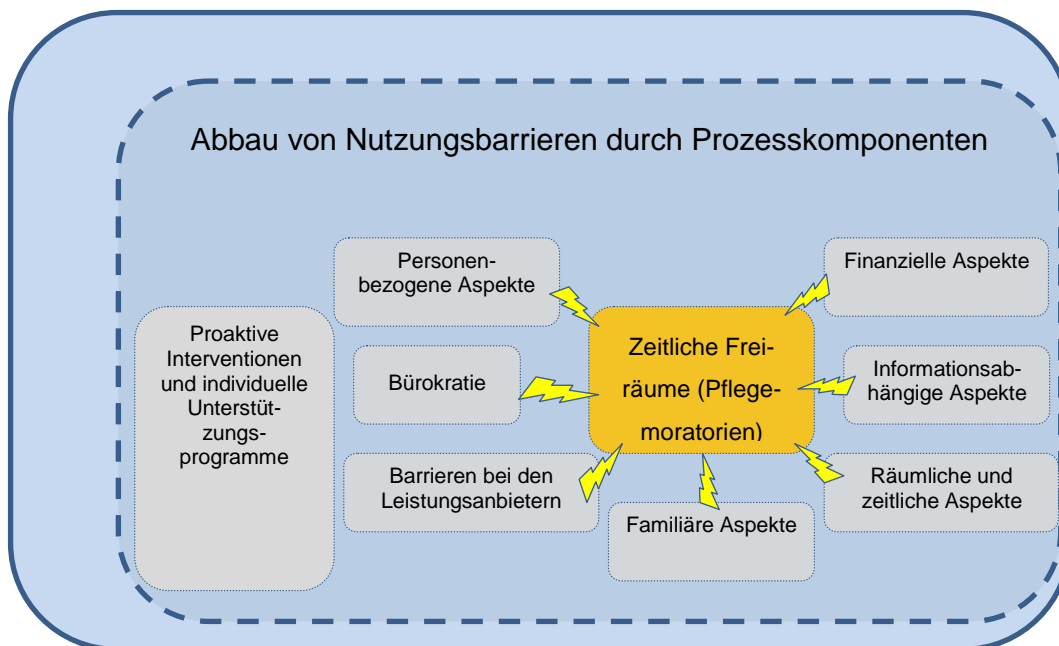 Abbau von Nutzungsbarrieren durch Prozesskomponenten
Personen-
bezogene Aspekte
Finanzielle Aspekte
Proaktive
Interventionen
und individuelle
Unterstüt-
zungs-
programme
Zeitliche Frei-
räume (Pflege-
moratorien)
Bürokratie
Informationsab-
hängige Aspekte
Barrieren bei den
Leistungsanbietern
Familiäre Aspekte
Räumliche und
zeitliche Aspekte